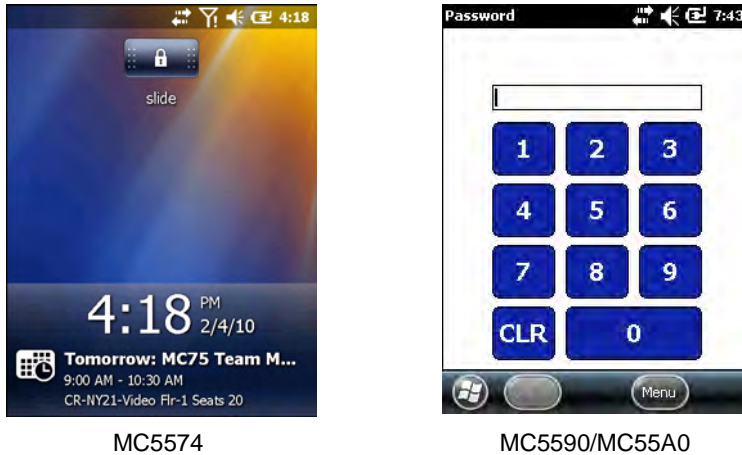 4:18
slide
4:18 PM
2/4/10
Tomorrow: MC75 Team M...
9:00 AM - 10:30 AM
CR-NY21-Video Flr-1 Seats 20
MC5574
Password 7:43
1 2 3
4 5 6
7 8 9
CLR 0
Menu
MC5590/MC55A0